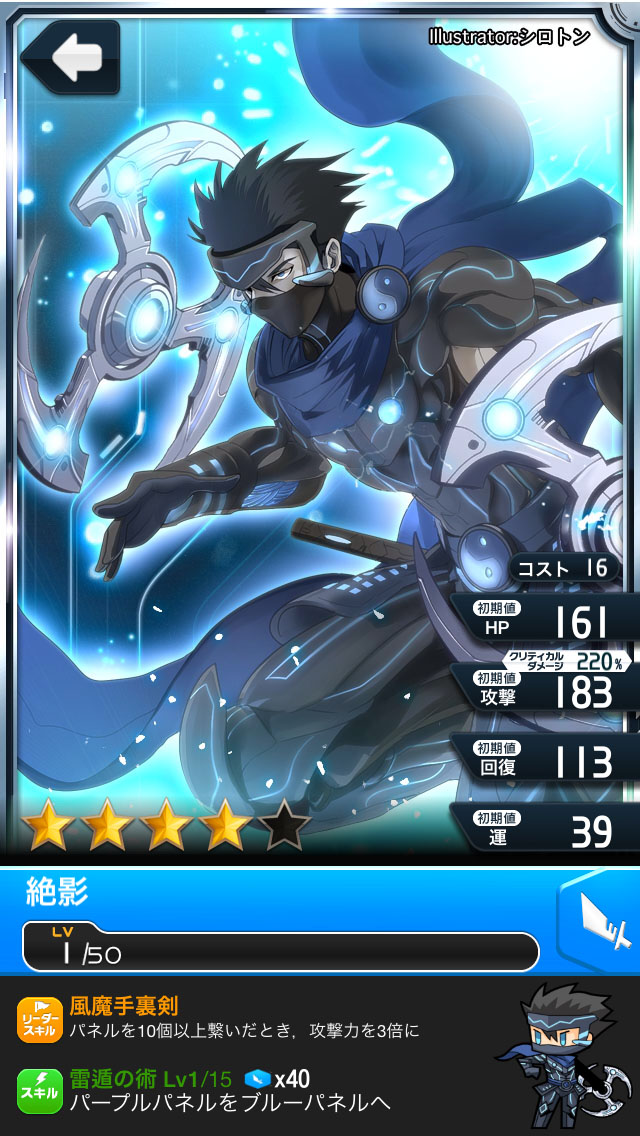 Illustrator:シロトン
コスト 16
初期値
HP 161
クリティカル
ダメージ 220%
初期値
攻撃 183
初期値
回復 113
初期値
運 39
絶影
LV
1/50
リーダー
スキル
風魔手裏剣
パネルを10個以上繋いだとき，攻撃力を3倍に
スキル
雷遁の術 Lv1/15 x40
パープルパネルをブルーパネルへ